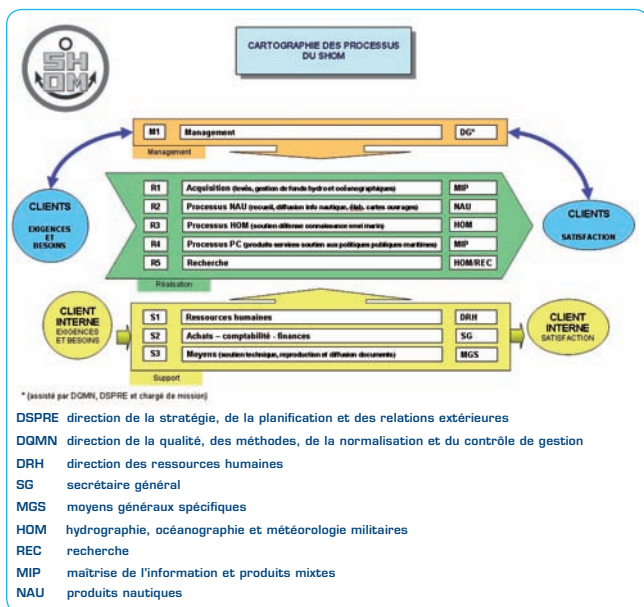 SHOM
CARTOGRAPHIE DES PROCESSUS
DU SHOM
M1 Management DG*
Management
CLIENTS
EXIGENCES
ET
BESOINS
R1 Acquisition (levés, gestion de fonds hydro et océanographiques) MIP
R2 Processus NAU (recueil, diffusion info nautique, élab. cartes ouvrages) NAU
R3 Processus HOM (soutien défense connaissance envt marin) HOM
R4 Processus PC (produits services soutien aux politiques publiques maritimes) MIP
R5 Recherche HOM/REC
Réalisation
CLIENTS
SATISFACTION
CLIENT
INTERNE
EXIGENCES
ET BESOINS
S1 Ressources humaines DRH
S2 Achats – comptabilité - finances SG
S3 Moyens (soutien technique, reproduction et diffusion documents) MGS
Support
CLIENT
INTERNE
SATISFACTION
* (assisté par DQMN, DSPRE et chargé de mission)
DSPRE direction de la stratégie, de la planification et des relations extérieures
DQMN direction de la qualité, des méthodes, de la normalisation et du contrôle de gestion
DRH direction des ressources humaines
SG secrétaire général
MGS moyens généraux spécifiques
HOM hydrographie, océanographie et météorologie militaires
REC recherche
MIP maîtrise de l'information et produits mixtes
NAU produits nautiques